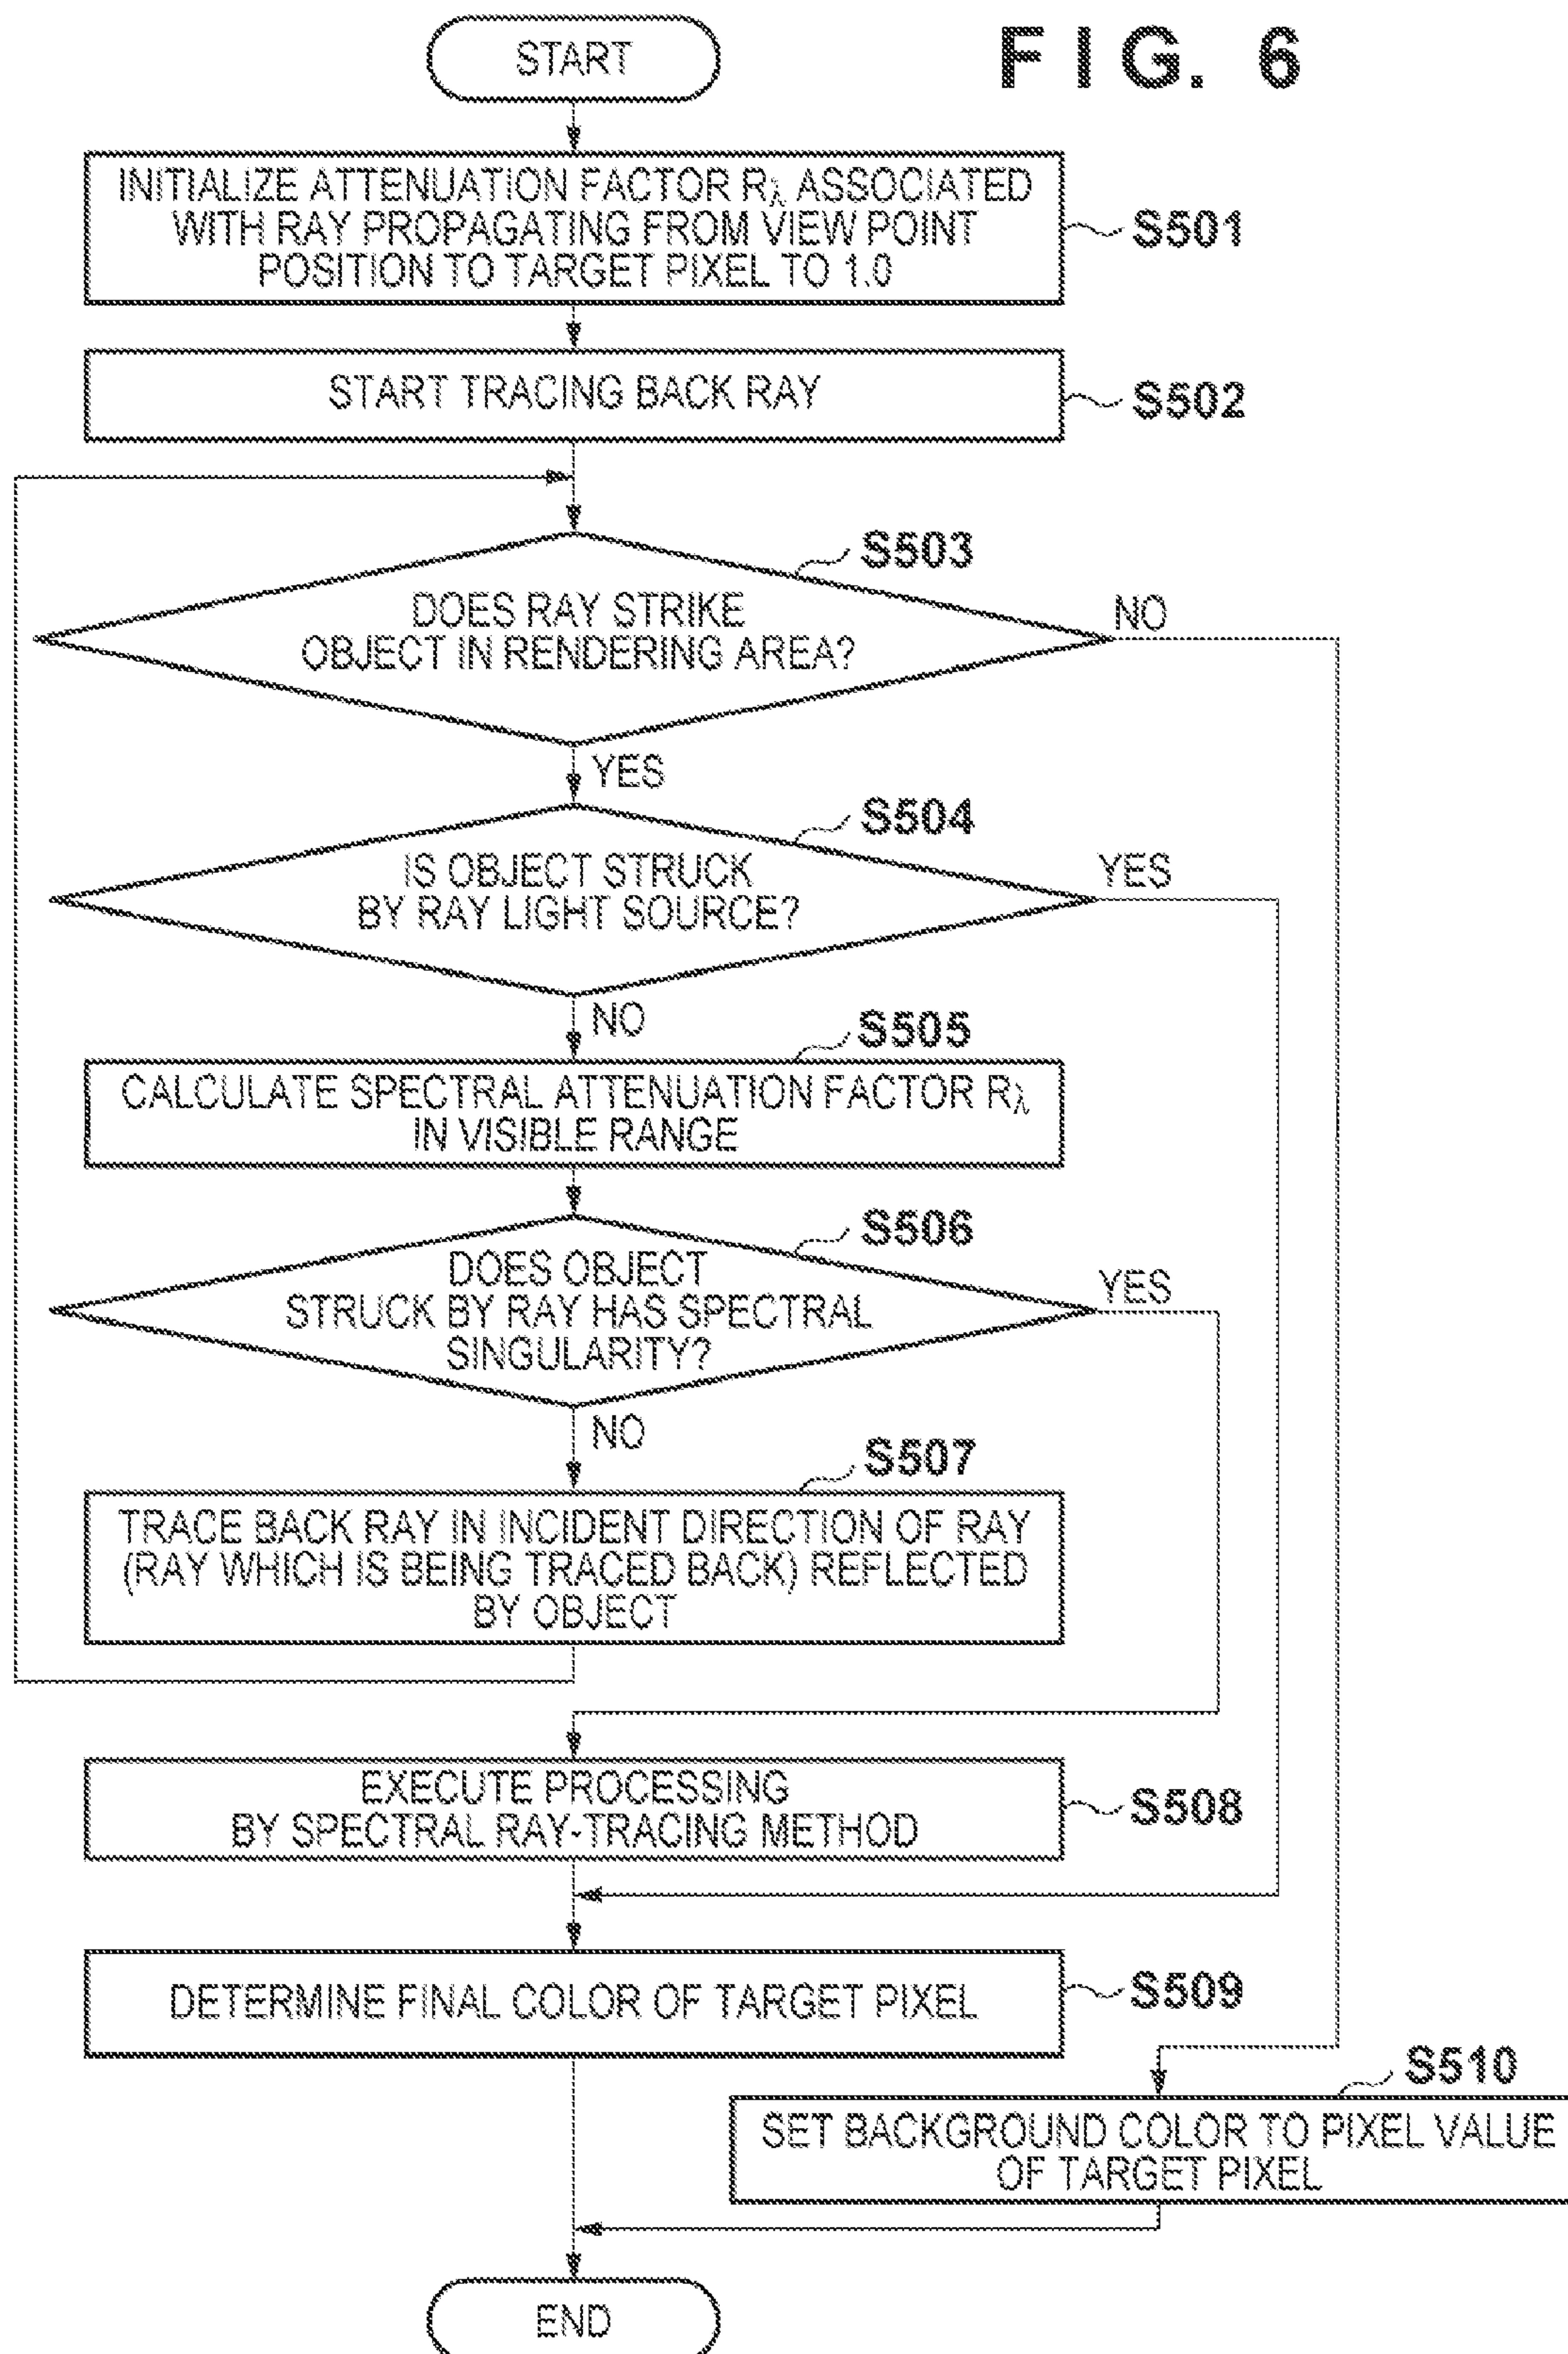 FIG. 6
START
INITIALIZE ATTENUATION FACTOR Rλ ASSOCIATED
WITH RAY PROPAGATING FROM VIEW POINT
POSITION TO TARGET PIXEL TO 1.0
S501
START TRACING BACK RAY
S502
S503
DOES RAY STRIKE
OBJECT IN RENDERING AREA?
NO
YES
S504
IS OBJECT STRUCK
BY RAY LIGHT SOURCE?
YES
NO
S505
CALCULATE SPECTRAL ATTENUATION FACTOR Rλ
IN VISIBLE RANGE
S506
DOES OBJECT
STRUCK BY RAY HAS SPECTRAL
SINGULARITY?
YES
NO
S507
TRACE BACK RAY IN INCIDENT DIRECTION OF RAY
(RAY WHICH IS BEING TRACED BACK) REFLECTED
BY OBJECT
EXECUTE PROCESSING
BY SPECTRAL RAY-TRACING METHOD
S508
DETERMINE FINAL COLOR OF TARGET PIXEL
S509
S510
SET BACKGROUND COLOR TO PIXEL VALUE
OF TARGET PIXEL
END